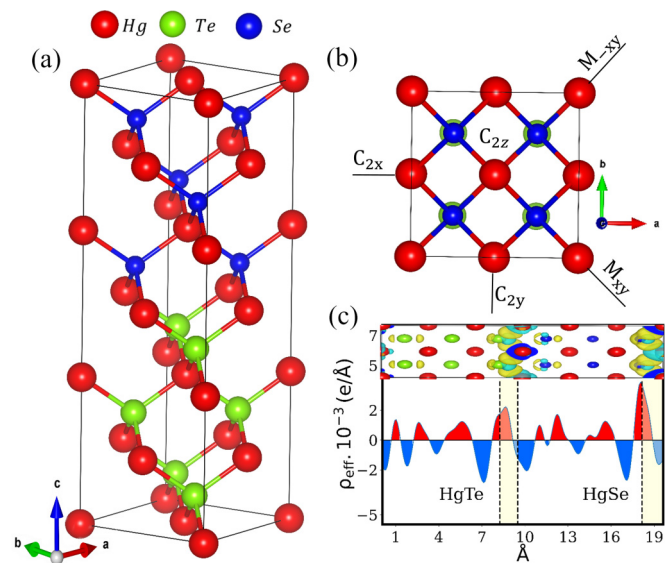 Hg Te Se
(a)
c
b
a
(b)
M₋xy
C₂z
C₂x
b
c
a
Mxy
C₂y
(c)
7
5
ρeff. 10⁻³ (e/Å)
2
0
−2
−5
HgTe
HgSe
1 4 7 10 13 16 19
Å